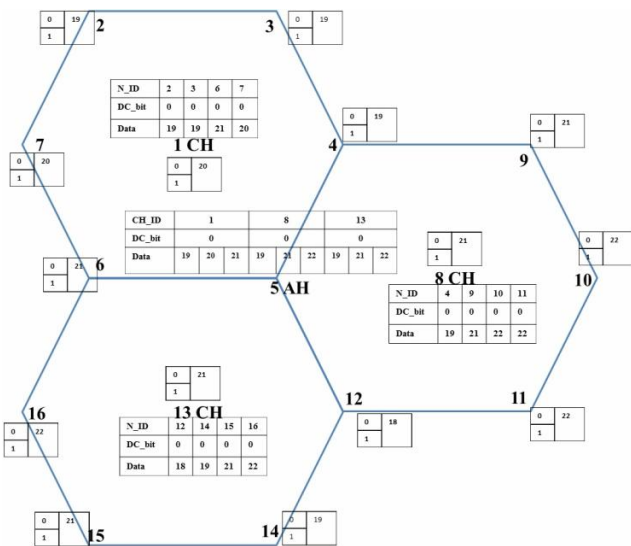 2
0 19
1
3
0 19
1
N_ID 2 3 6 7
DC_bit 0 0 0 0
Data 19 19 21 20
1 CH
0 20
1
7
0 20
1
4
0 19
1
9
0 21
1
CH_ID 1 8 13
DC_bit 0 0 0
Data 19 20 21 19 21 22 19 21 22
6
0 21
1
5 AH
0 21
1
8 CH
N_ID 4 9 10 11
DC_bit 0 0 0 0
Data 19 21 22 22
10
0 22
1
0 21
1
13 CH
N_ID 12 14 15 16
DC_bit 0 0 0 0
Data 18 19 21 22
16
0 22
1
12
0 18
1
11
0 22
1
15
0 21
1
14
0 19
1